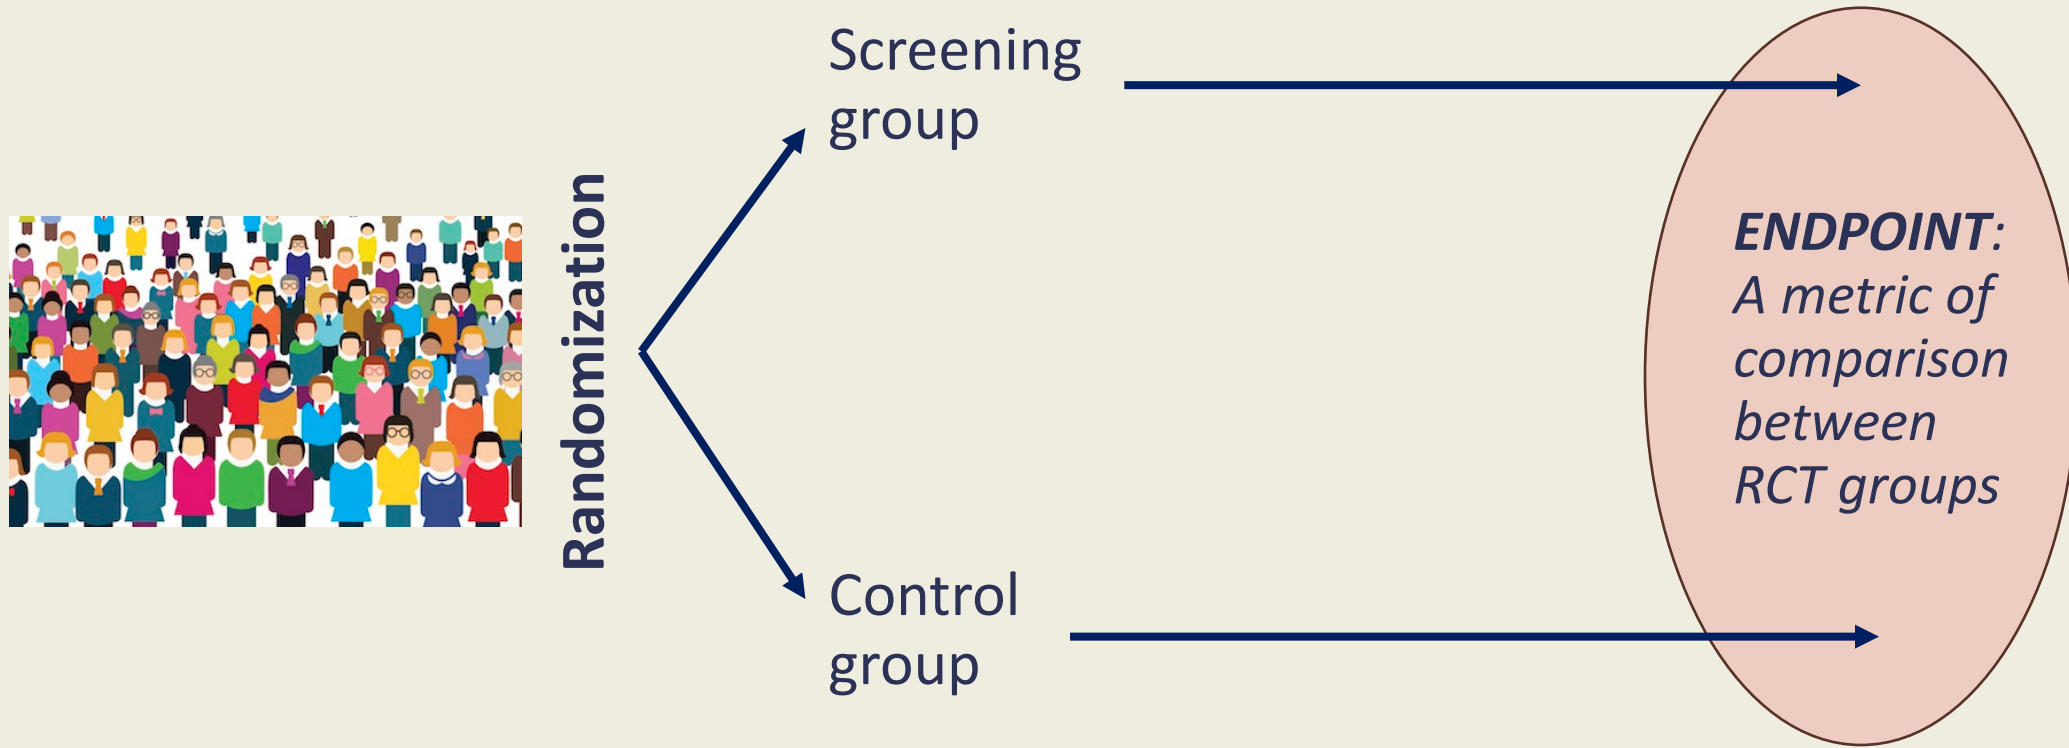 Randomization
Screening
group
Control
group
ENDPOINT:
A metric of
comparison
between
RCT groups